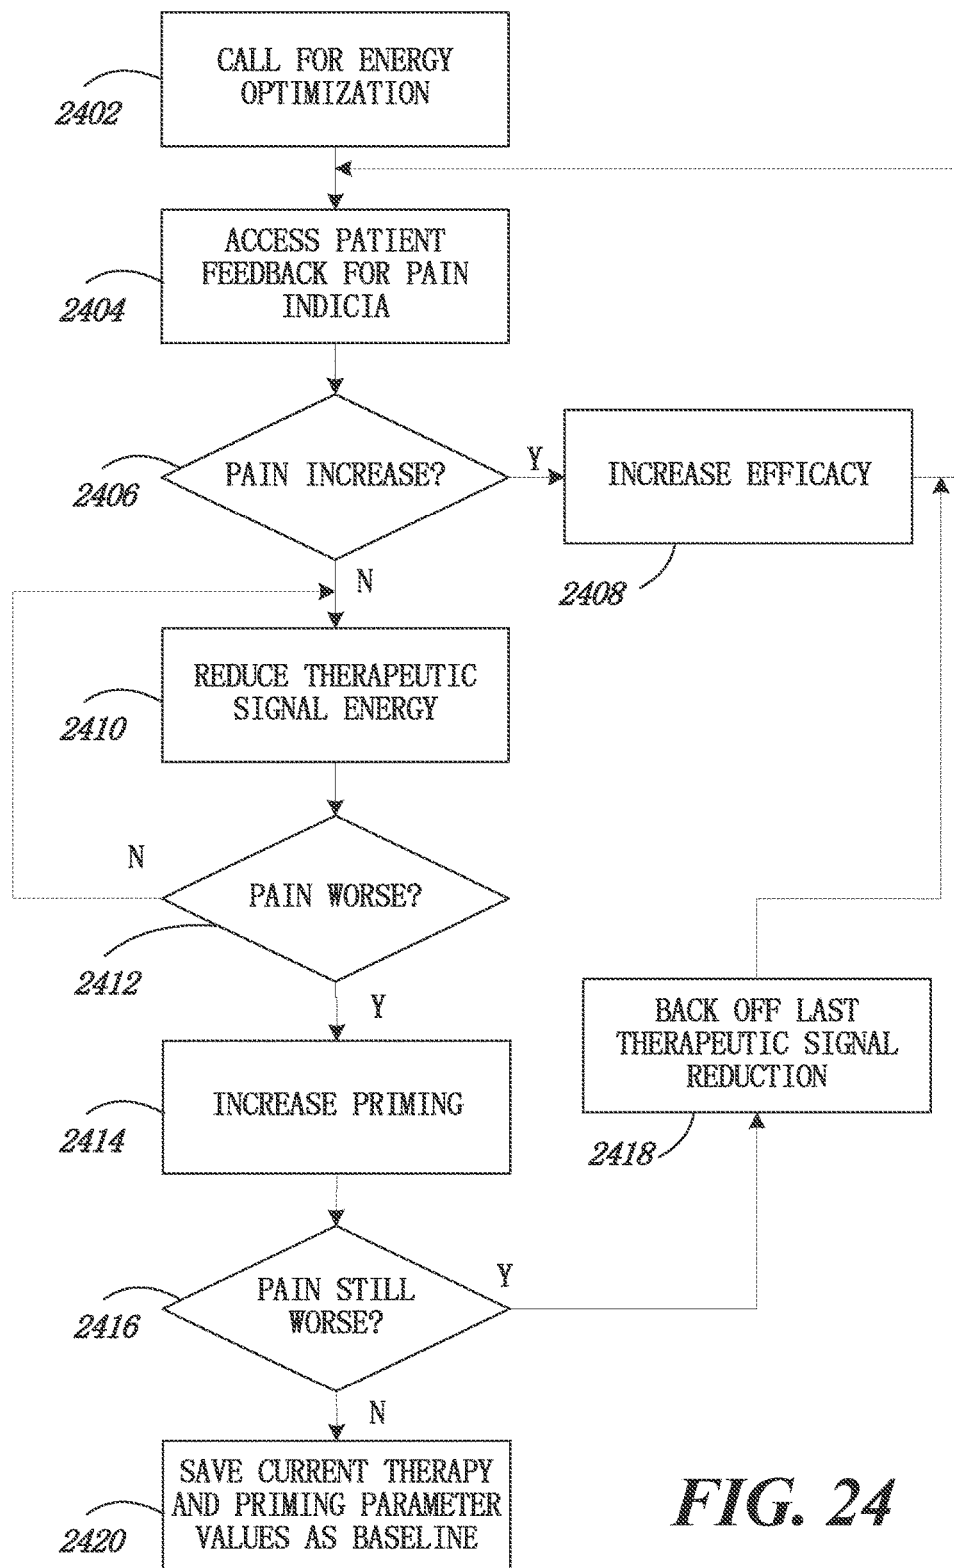 CALL FOR ENERGY
OPTIMIZATION
2402
ACCESS PATIENT
FEEDBACK FOR PAIN
INDICIA
2404
PAIN INCREASE?
2406
Y
INCREASE EFFICACY
2408
N
REDUCE THERAPEUTIC
SIGNAL ENERGY
2410
N
PAIN WORSE?
2412
Y
BACK OFF LAST
THERAPEUTIC SIGNAL
REDUCTION
2418
INCREASE PRIMING
2414
PAIN STILL
WORSE?
2416
Y
N
SAVE CURRENT THERAPY
AND PRIMING PARAMETER
VALUES AS BASELINE
2420
FIG. 24